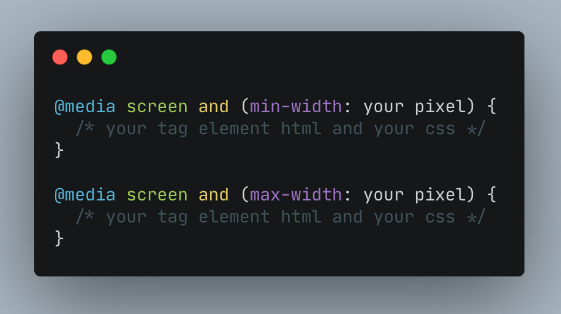 @media screen and (min-width: your pixel) {
  /* your tag element html and your css */
}

@media screen and (max-width: your pixel) {
  /* your tag element html and your css */
}